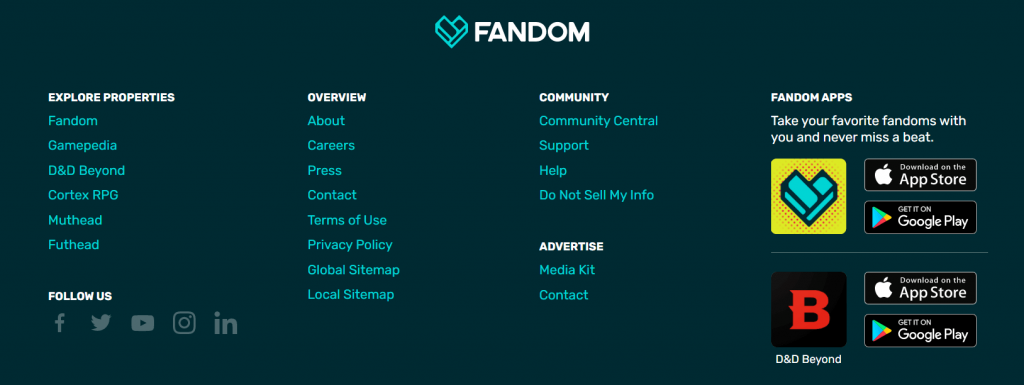 FANDOM
EXPLORE PROPERTIES
Fandom
Gamepedia
D&D Beyond
Cortex RPG
Muthead
Futhead
FOLLOW US
OVERVIEW
About
Careers
Press
Contact
Terms of Use
Privacy Policy
Global Sitemap
Local Sitemap
COMMUNITY
Community Central
Support
Help
Do Not Sell My Info
ADVERTISE
Media Kit
Contact
FANDOM APPS
Take your favorite fandoms with
you and never miss a beat.
Download on the
App Store
GET IT ON
Google Play
B
D&D Beyond
Download on the
App Store
GET IT ON
Google Play